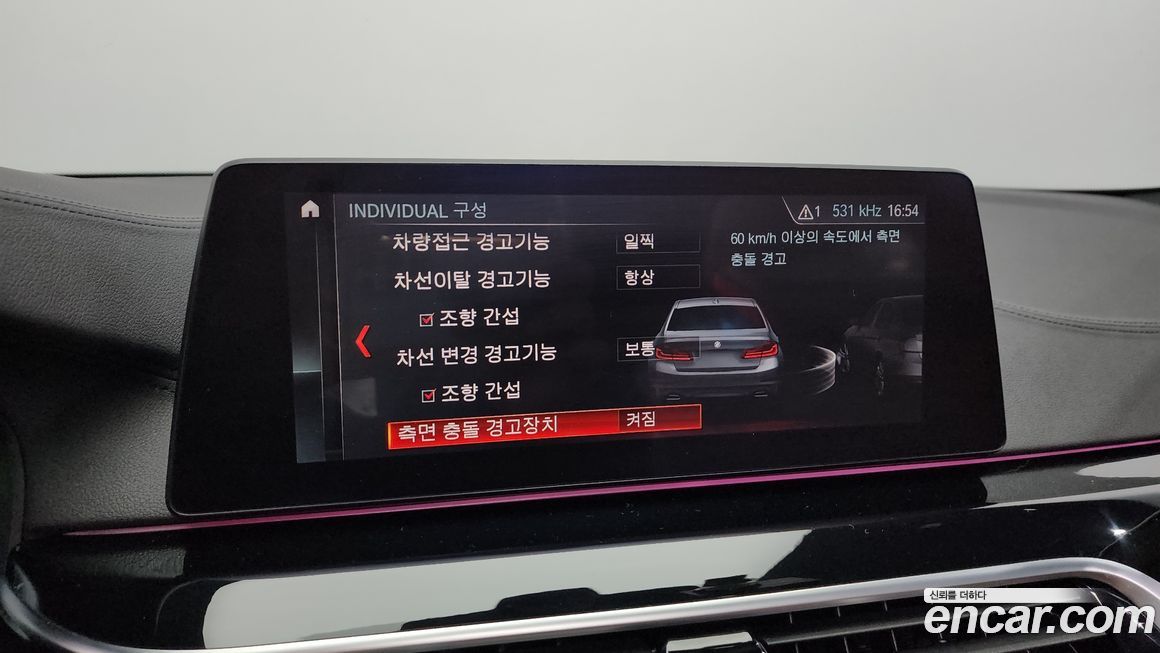 INDIVIDUAL 구성
1 531 kHz 16:54
차량접근 경고기능 일찍
차선이탈 경고기능 항상
조향 간섭
차선 변경 경고기능 보통
조향 간섭
측면 충돌 경고장치 켜짐
60 km/h 이상의 속도에서 측면
충돌 경고
신뢰를 더하다
encar.com